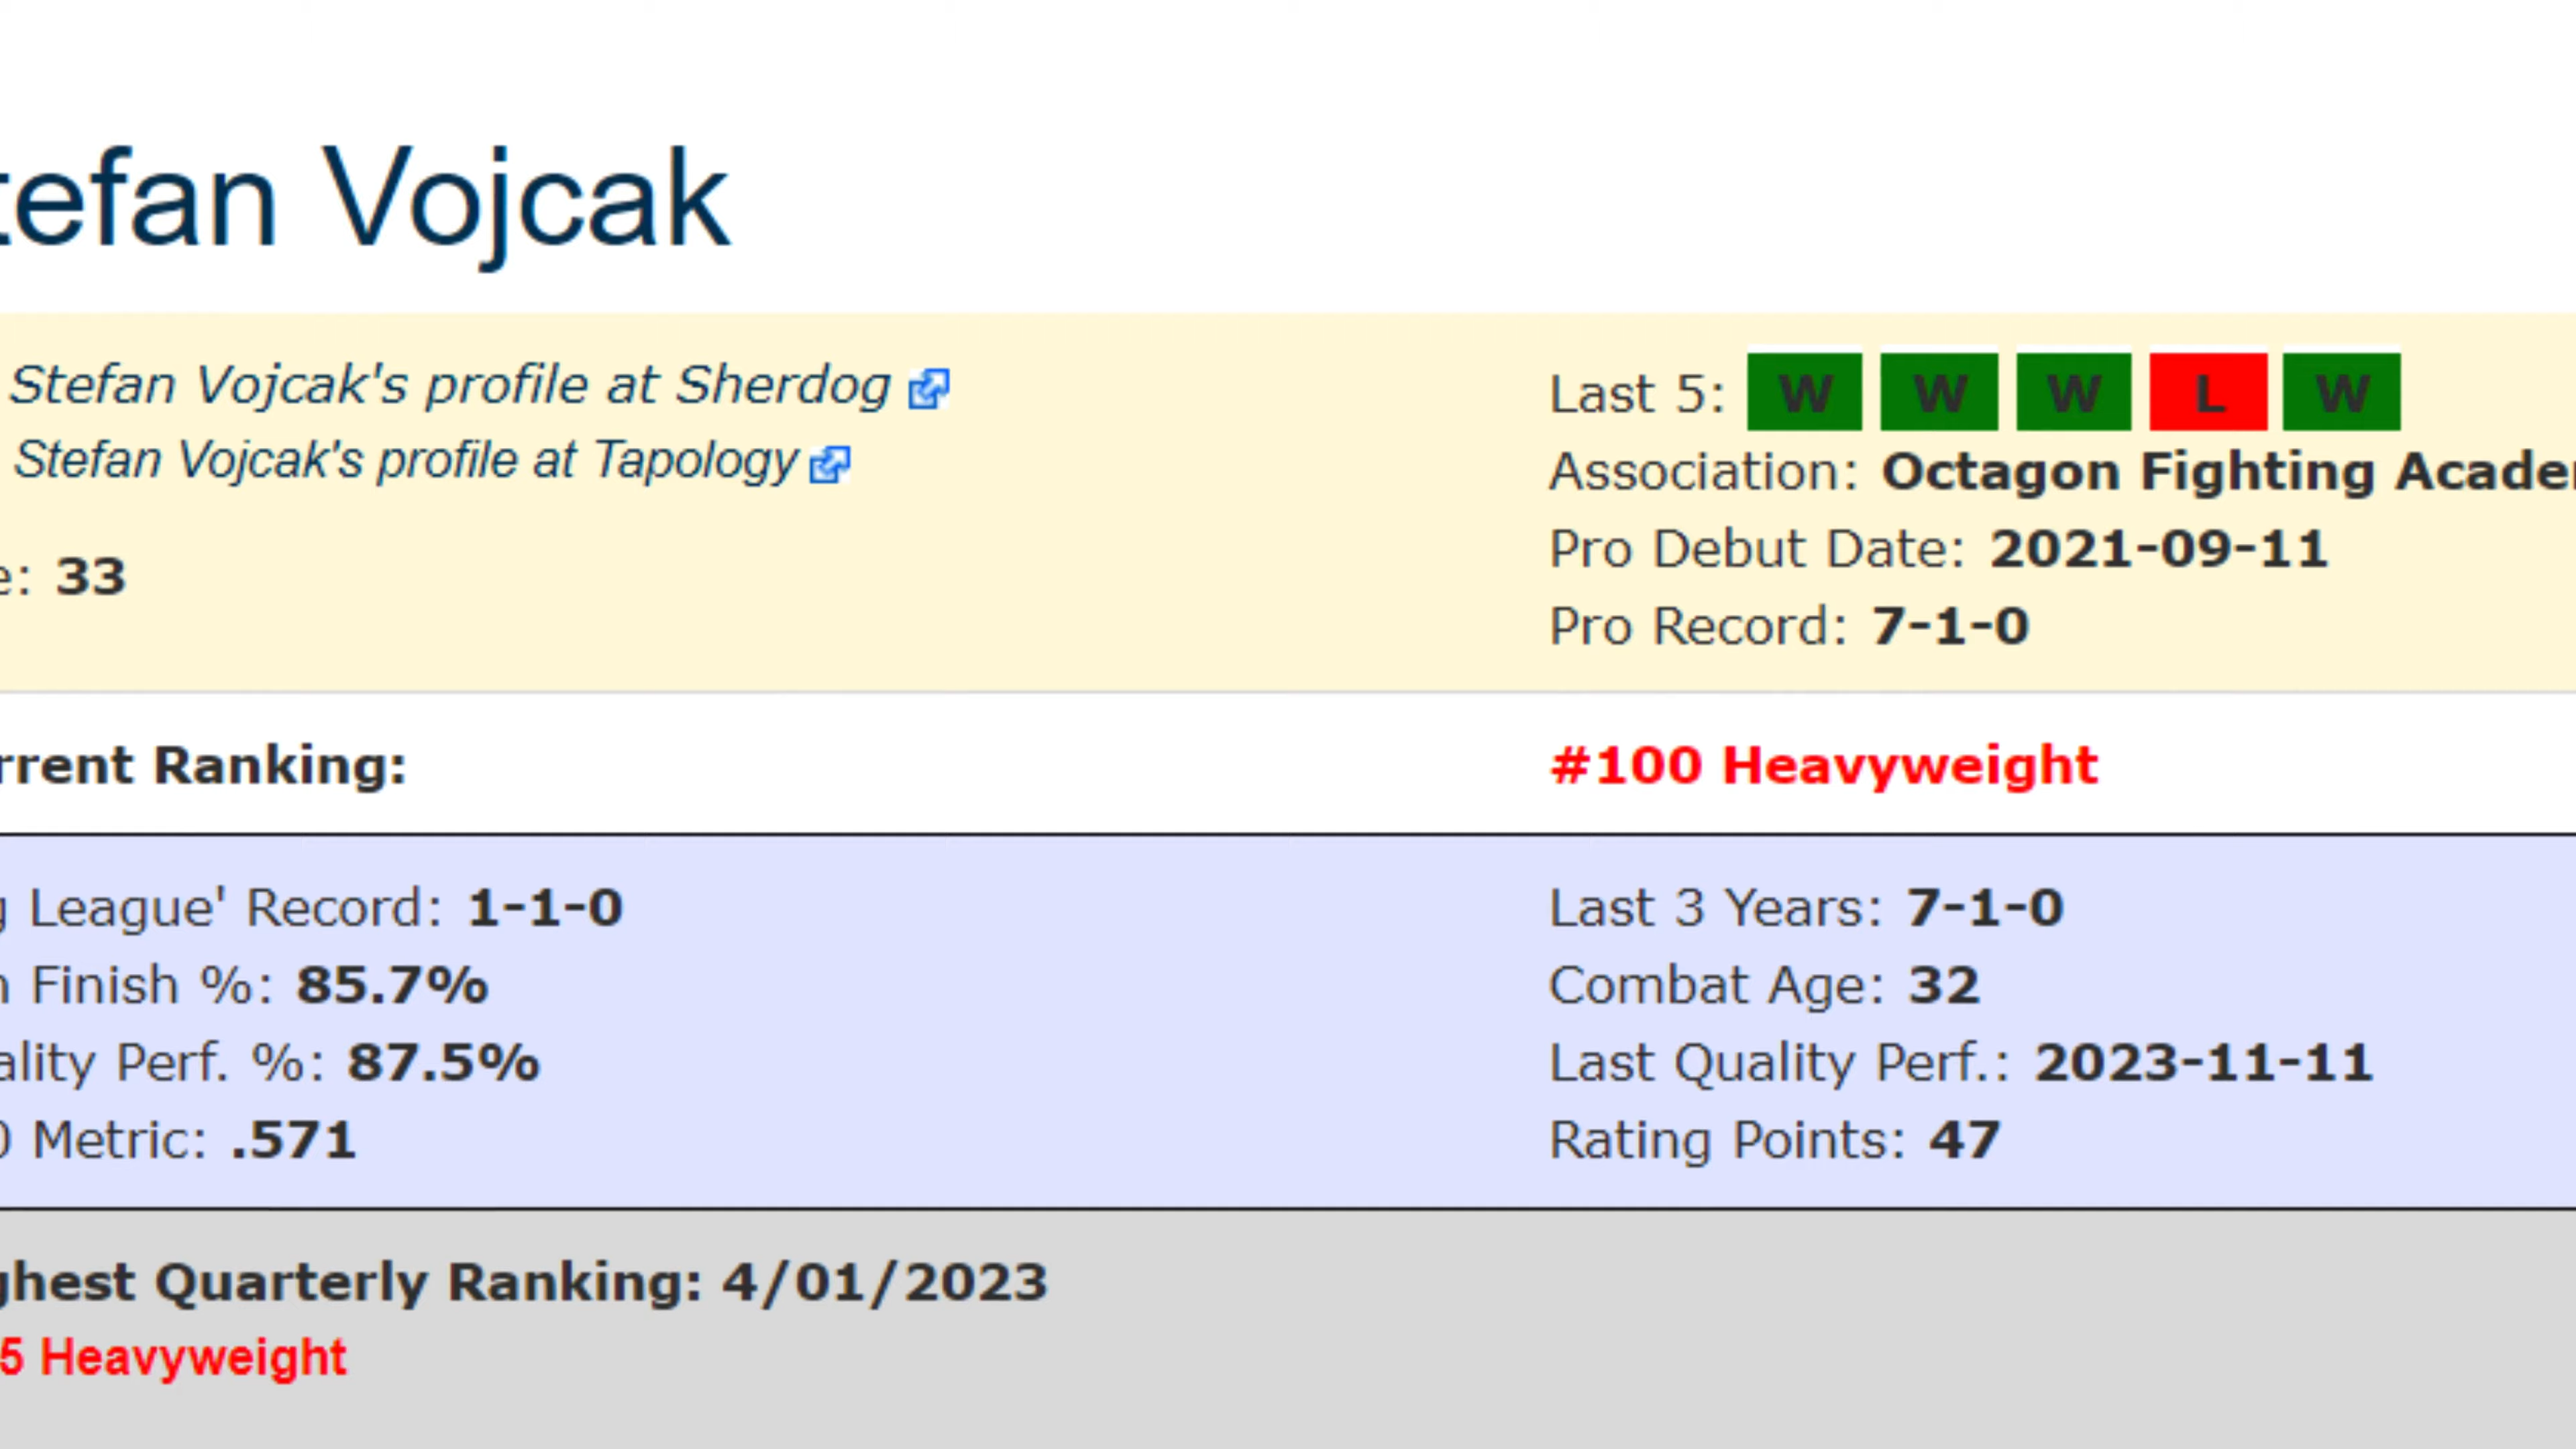 tefan Vojcak
Stefan Vojcak's profile at Sherdog
Stefan Vojcak's profile at Tapology
e: 33
Last 5: W W W L W
Association: Octagon Fighting Acade
Pro Debut Date: 2021-09-11
Pro Record: 7-1-0
rrent Ranking:
#100 Heavyweight
g League' Record: 1-1-0
n Finish %: 85.7%
ality Perf. %: 87.5%
Metric: .571
Last 3 Years: 7-1-0
Combat Age: 32
Last Quality Perf.: 2023-11-11
Rating Points: 47
ghest Quarterly Ranking: 4/01/2023
5 Heavyweight